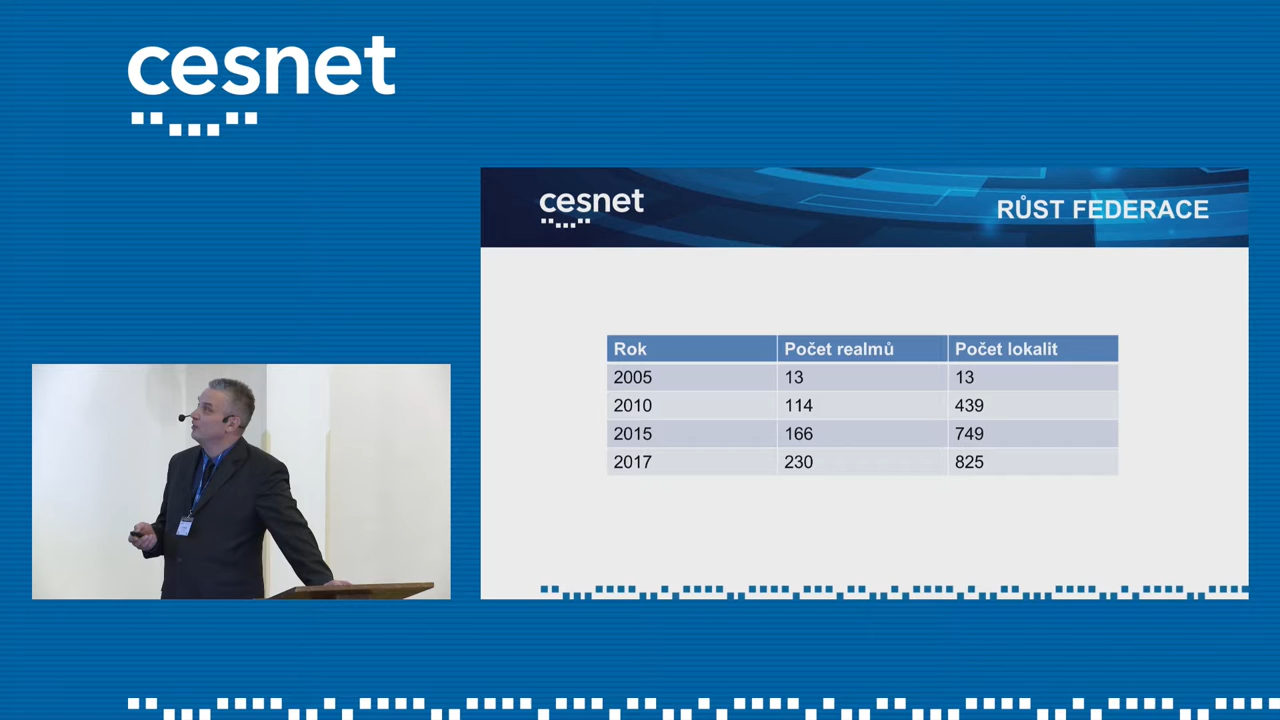 cesnet
cesnet
RŮST FEDERACE
Rok Počet realmů Počet lokalit
2005 13 13
2010 114 439
2015 166 749
2017 230 825